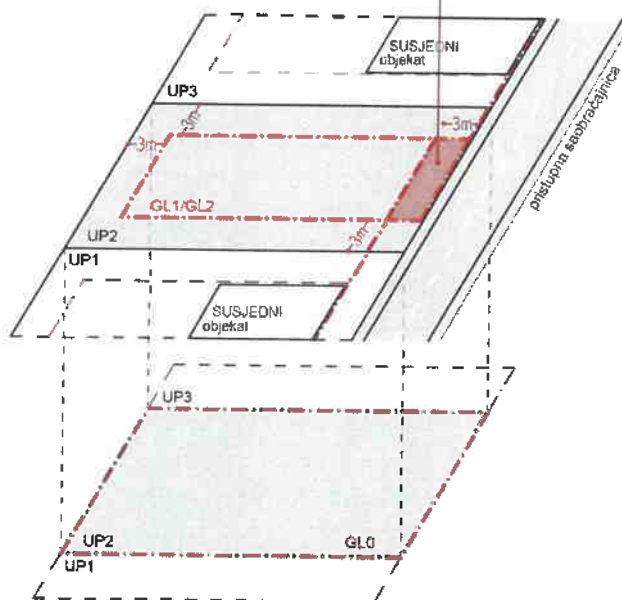 SUSJEDNI
objekat
UP3
3m
3m
3m
pristupna saobraćajnica
GL1/GL2
3m
UP2
UP1
SUSJEDNI
objekat
UP3
UP2
GL0
UP1